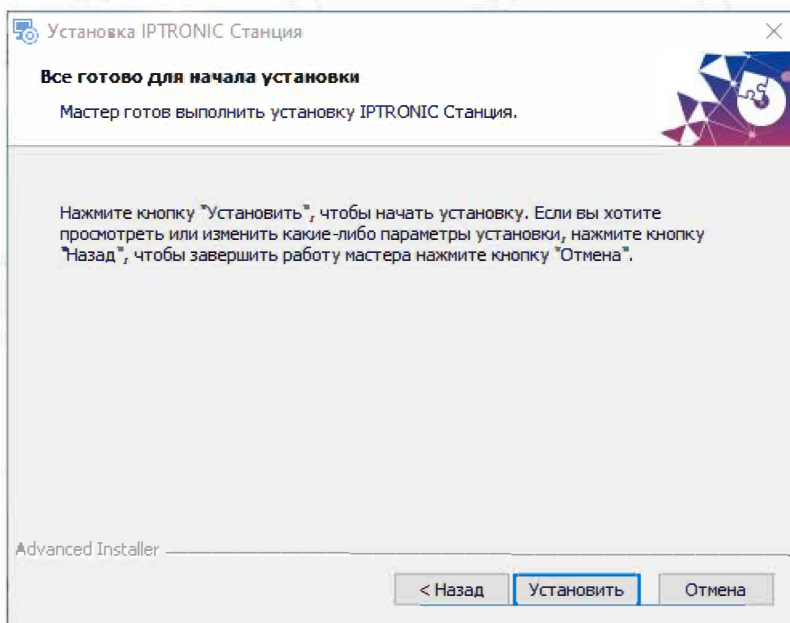 Установка IPTRONIC Станция
Все готово для начала установки
Мастер готов выполнить установку IPTRONIC Станция.
Нажмите кнопку "Установить", чтобы начать установку. Если вы хотите
просмотреть или изменить какие-либо параметры установки, нажмите кнопку
"Назад", чтобы завершить работу мастера нажмите кнопку "Отмена".
Advanced Installer
< Назад Установить Отмена